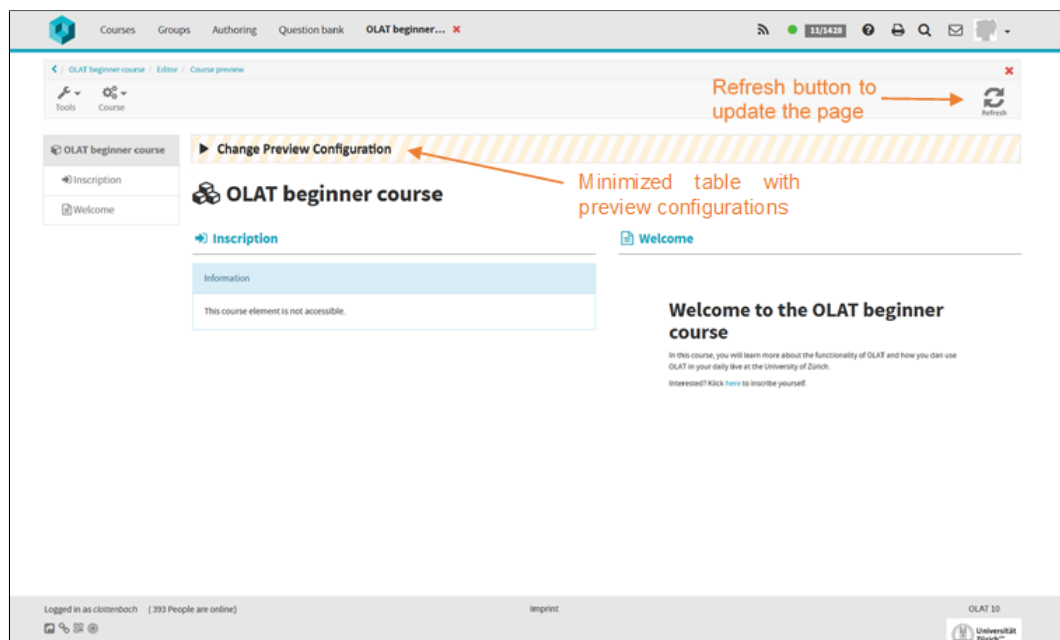 Courses Groups Authoring Question bank OLAT beginner... 11/1428
/ OLAT beginner course / Editor / Course preview
Tools Course
Refresh button to
update the page
Refresh
OLAT beginner course
Inscription
Welcome
Change Preview Configuration
Minimized table with
preview configurations
OLAT beginner course
Inscription
Information
This course element is not accessible.
Welcome
Welcome to the OLAT beginner
course
In this course, you will learn more about the functionality of OLAT and how you dan use
OLAT in your daily live at the University of Zürich.
Interested? Klick here to inscribe yourself.
Logged in as clottenbach ( 393 People are online) Imprint OLAT 10
Universität
Zürich